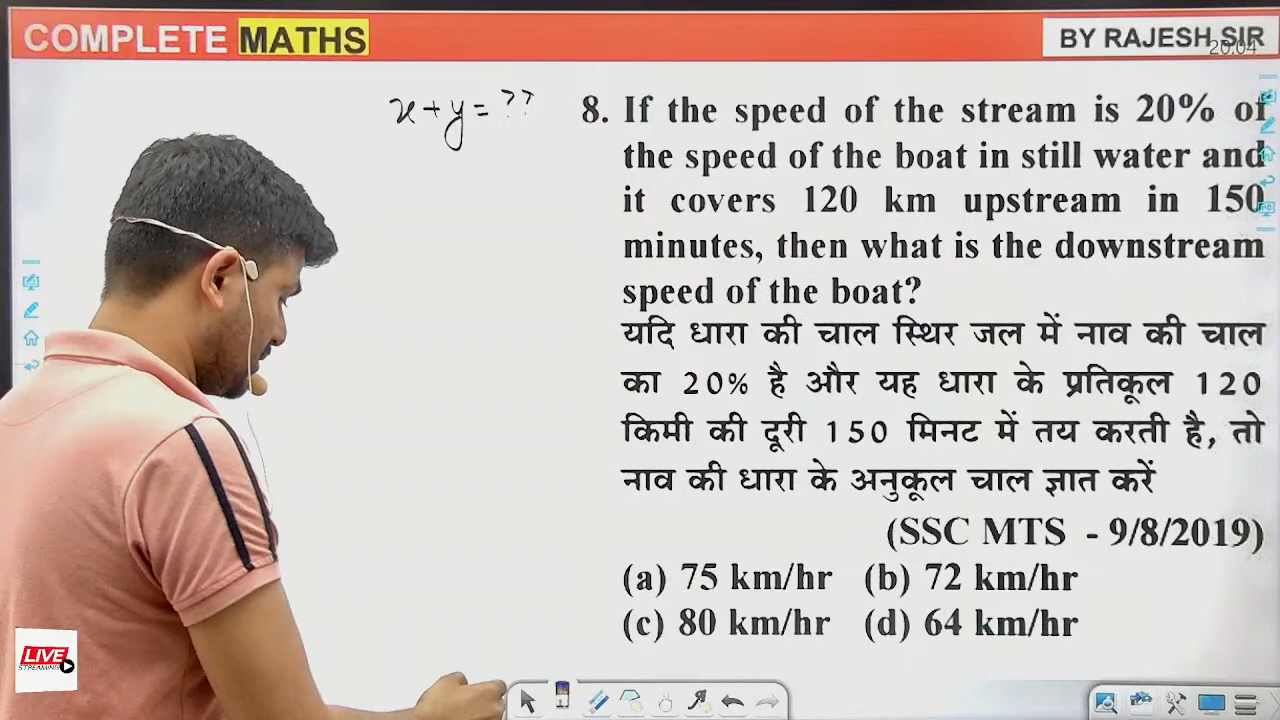 COMPLETE MATHS
BY RAJESH SIR
20:04
x+y=??
8. If the speed of the stream is 20% of
the speed of the boat in still water and
it covers 120 km upstream in 150
minutes, then what is the downstream
speed of the boat?
यदि धारा की चाल स्थिर जल में नाव की चाल
का 20% है और यह धारा के प्रतिकूल 120
किमी की दूरी 150 मिनट में तय करती है, तो
नाव की धारा के अनुकूल चाल ज्ञात करें
(SSC MTS - 9/8/2019)
(a) 75 km/hr (b) 72 km/hr
(c) 80 km/hr (d) 64 km/hr
LIVE
STREAMING